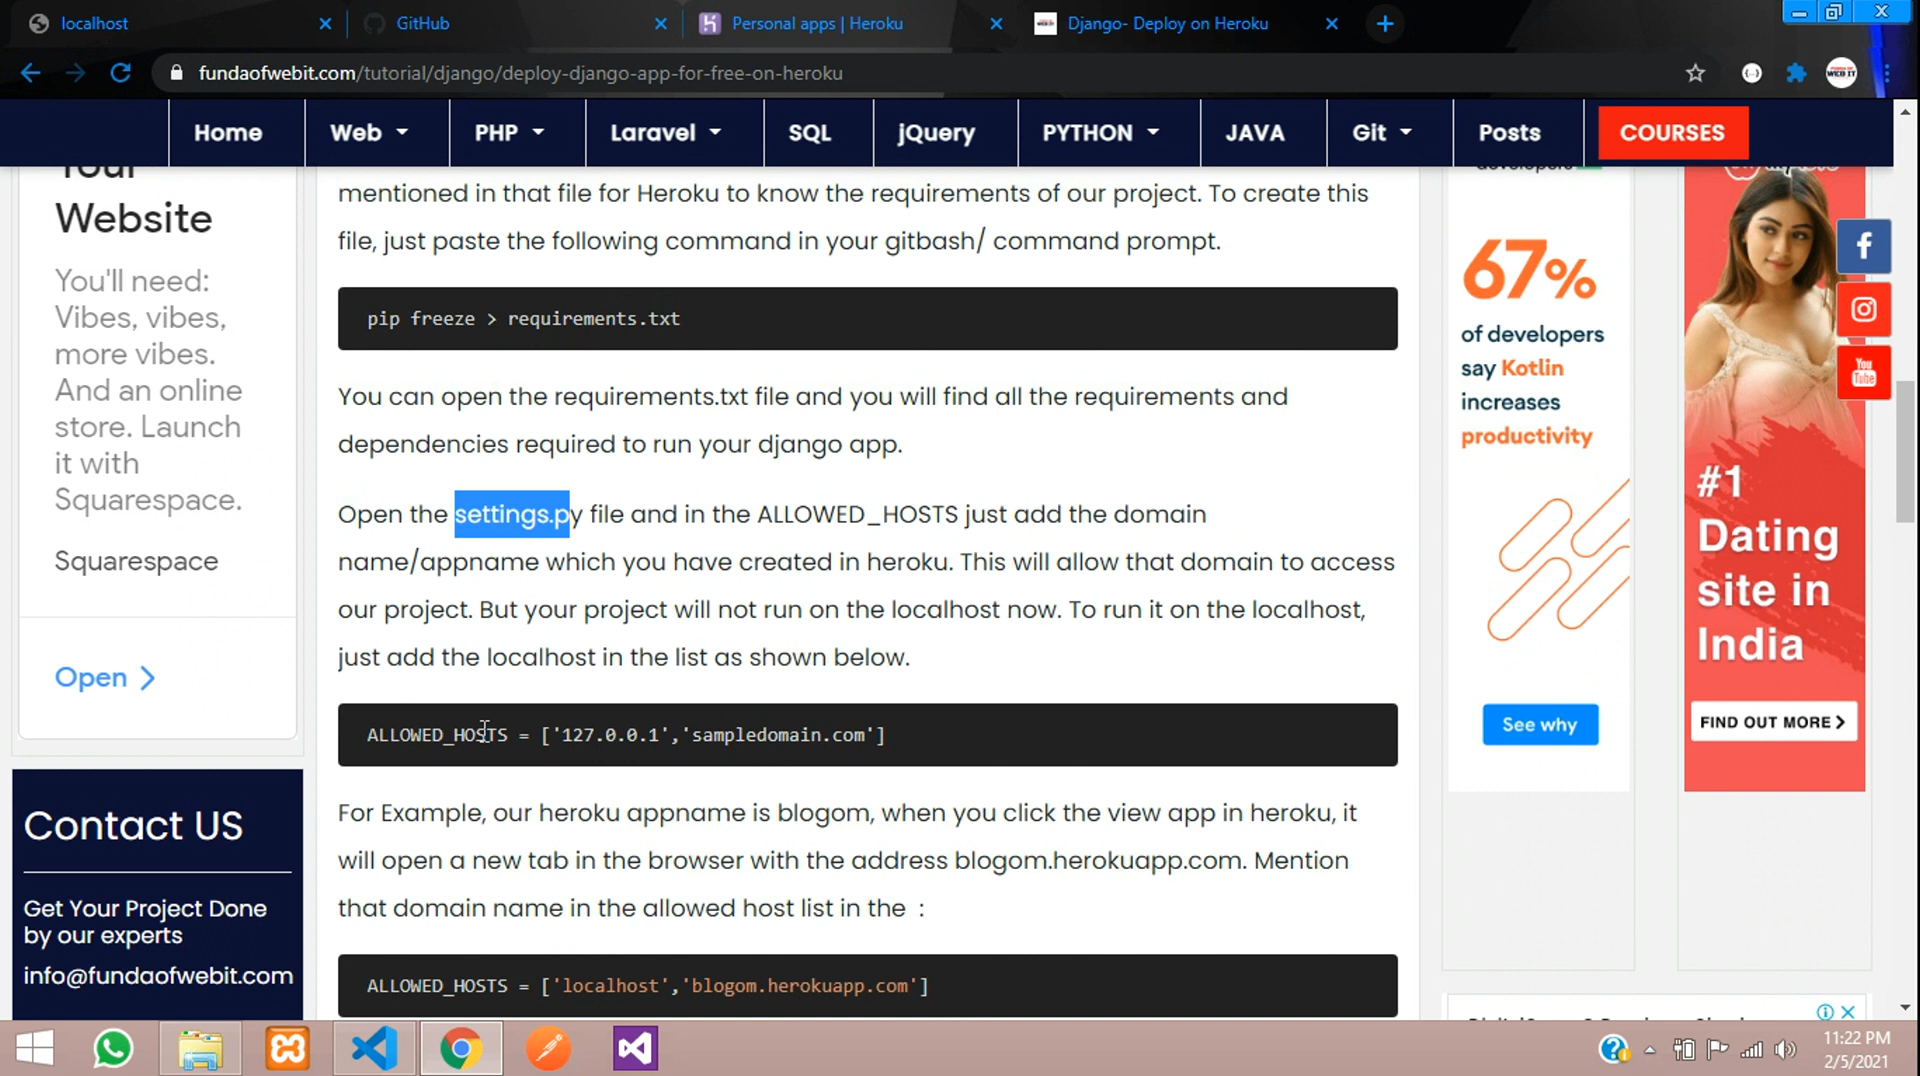 localhost
GitHub
Personal apps | Heroku
Django- Deploy on Heroku
fundaofwebit.com/tutorial/django/deploy-django-app-for-free-on-heroku
Home
Web
PHP
Laravel
SQL
jQuery
PYTHON
JAVA
Git
Posts
COURSES
Your
Website
You'll need:
Vibes, vibes,
more vibes.
And an online
store. Launch
it with
Squarespace.
Squarespace
Open
Contact US
Get Your Project Done
by our experts
info@fundaofwebit.com
mentioned in that file for Heroku to know the requirements of our project. To create this
file, just paste the following command in your gitbash/ command prompt.
pip freeze > requirements.txt
You can open the requirements.txt file and you will find all the requirements and
dependencies required to run your django app.
Open the settings.py file and in the ALLOWED_HOSTS just add the domain
name/appname which you have created in heroku. This will allow that domain to access
our project. But your project will not run on the localhost now. To run it on the localhost,
just add the localhost in the list as shown below.
ALLOWED_HOSTS = ['127.0.0.1','sampledomain.com']
For Example, our heroku appname is blogom, when you click the view app in heroku, it
will open a new tab in the browser with the address blogom.herokuapp.com. Mention
that domain name in the allowed host list in the :
ALLOWED_HOSTS = ['localhost','blogom.herokuapp.com']
developers
67%
of developers
say Kotlin
increases
productivity
See why
#1
Dating
site in
India
FIND OUT MORE
You
Tube
11:22 PM
2/5/2021